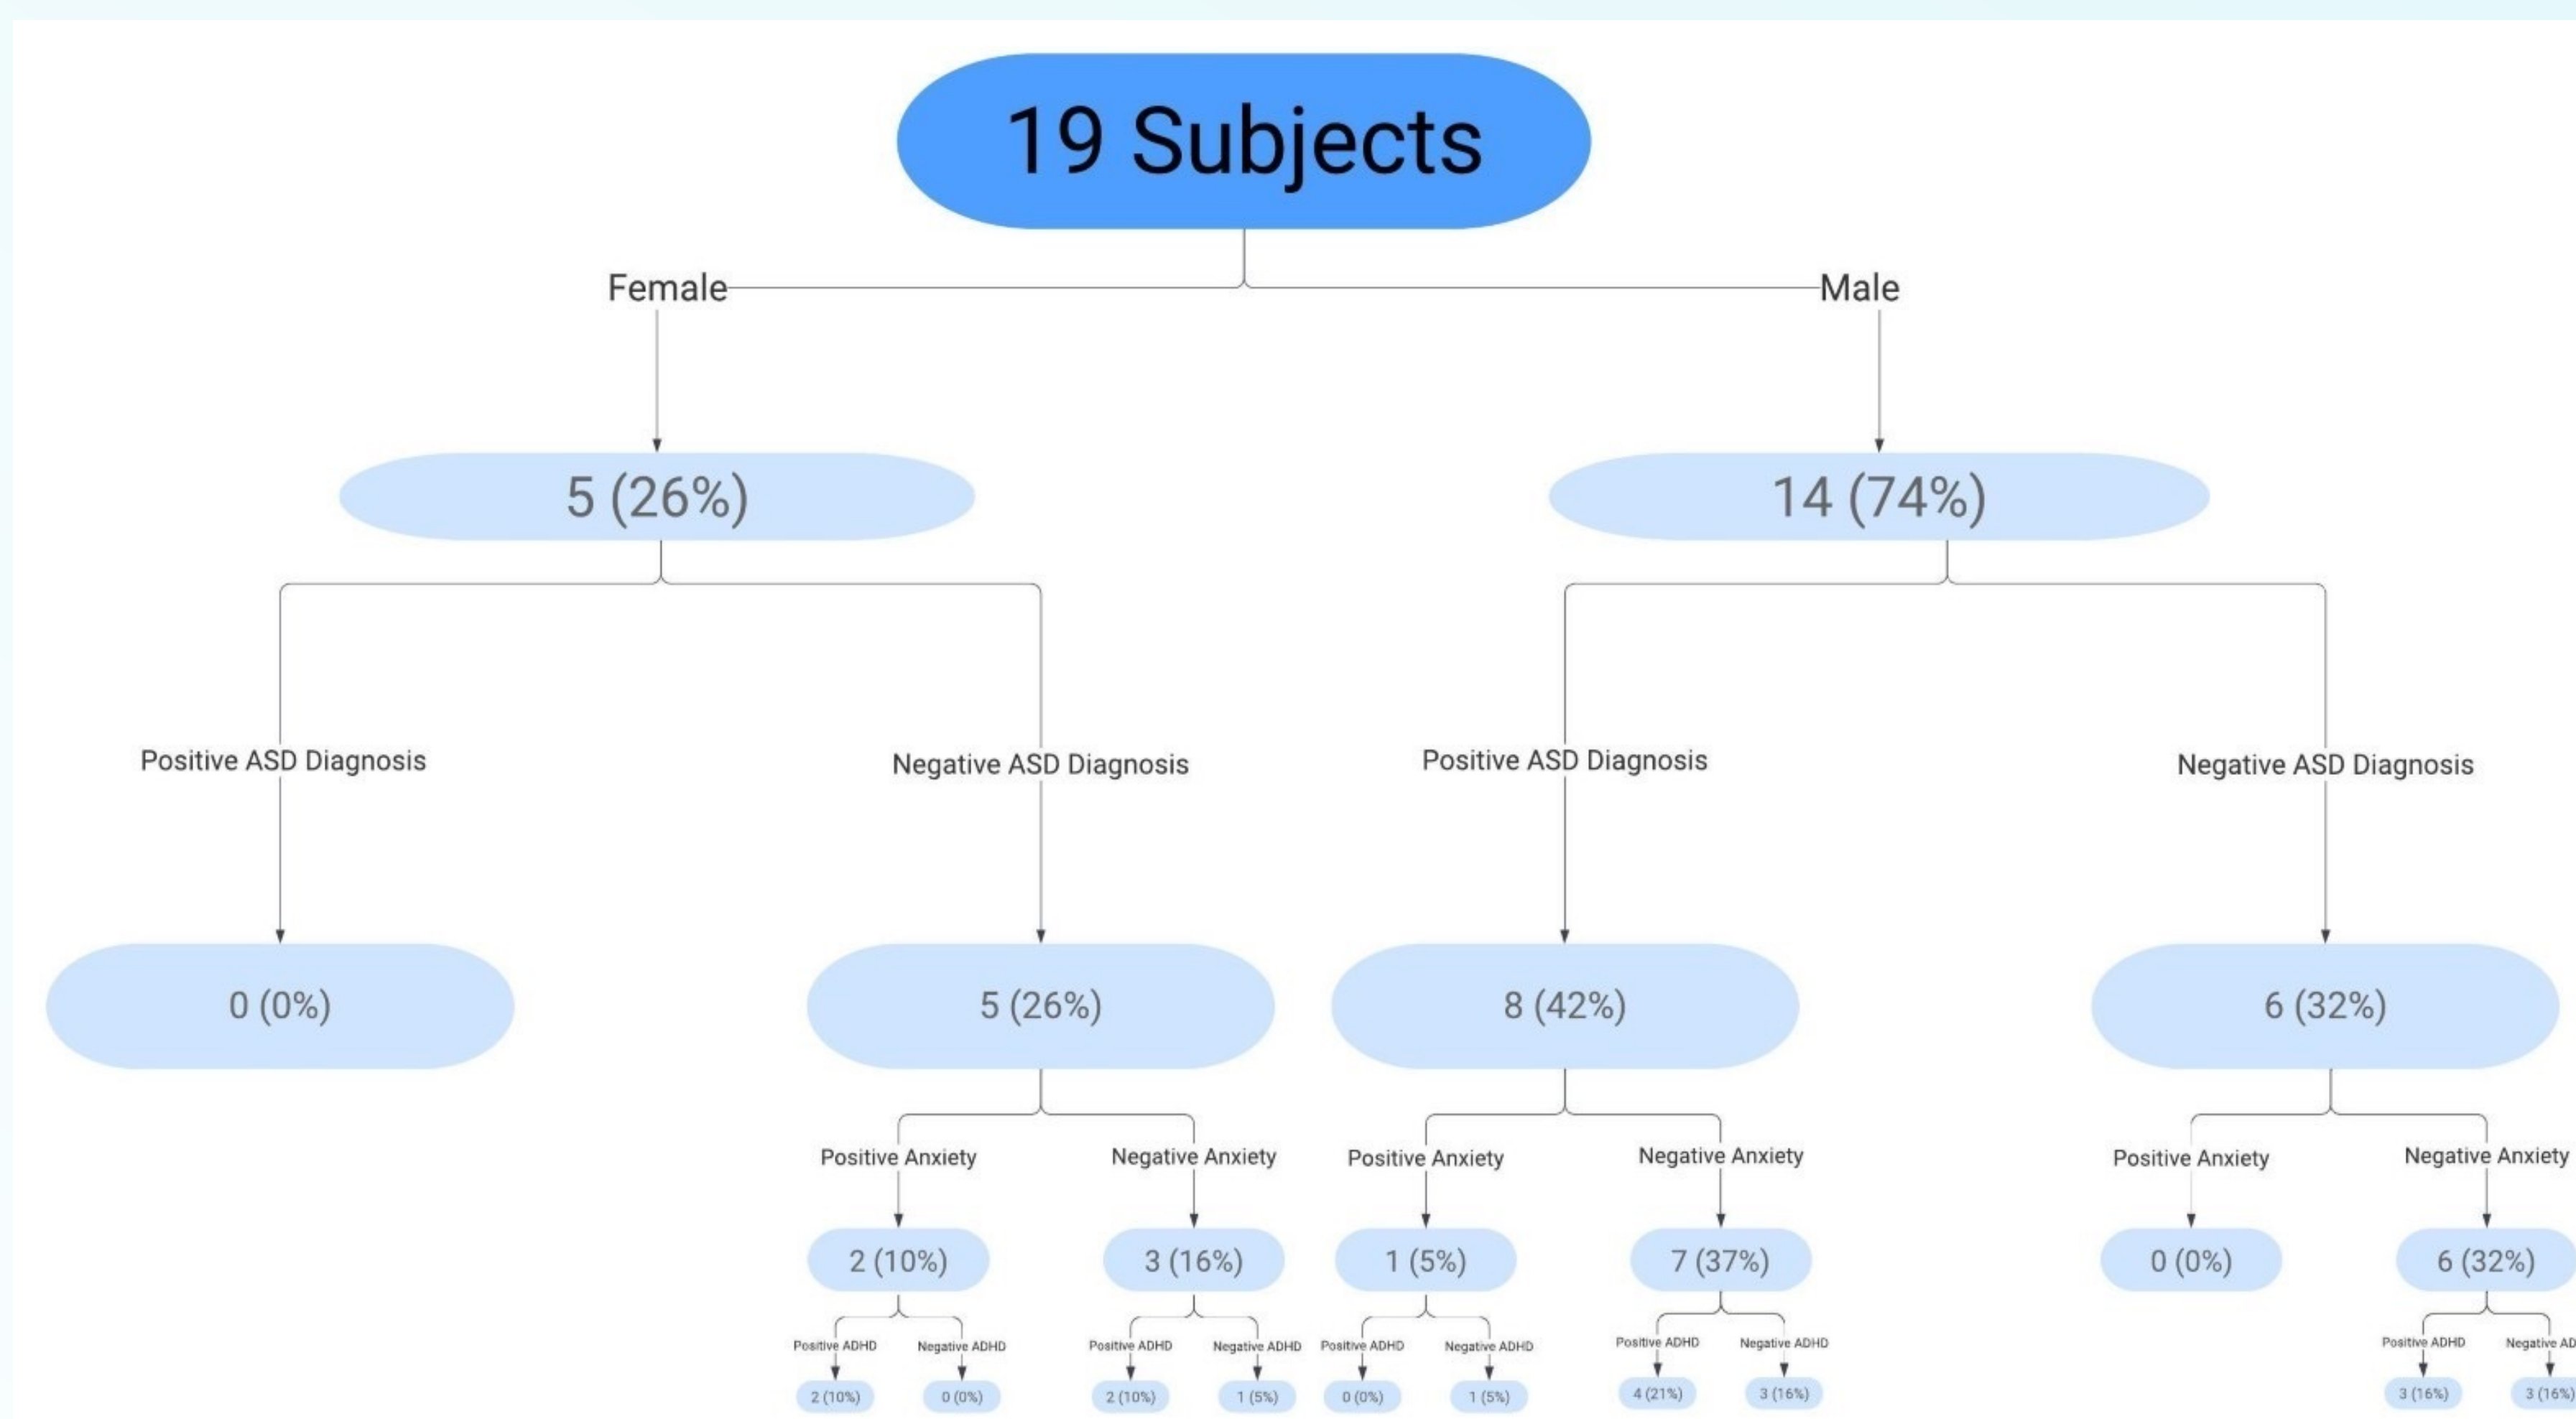 19 Subjects
Female
Male
5 (26%)
14 (74%)
Positive ASD Diagnosis
Negative ASD Diagnosis
Positive ASD Diagnosis
Negative ASD Diagnosis
0 (0%)
5 (26%)
8 (42%)
6 (32%)
Positive Anxiety
Negative Anxiety
Positive Anxiety
Negative Anxiety
Positive Anxiety
Negative Anxiety
2 (10%)
3 (16%)
1 (5%)
7 (37%)
0 (0%)
6 (32%)
Positive ADHD
Negative ADHD
Positive ADHD
Negative ADHD
Positive ADHD
Negative ADHD
Positive ADHD
Negative ADHD
Positive ADHD
Negative AD
2 (10%)
0 (0%)
2 (10%)
1 (5%)
0 (0%)
1 (5%)
4 (21%)
3 (16%)
3 (16%)
3 (16%)